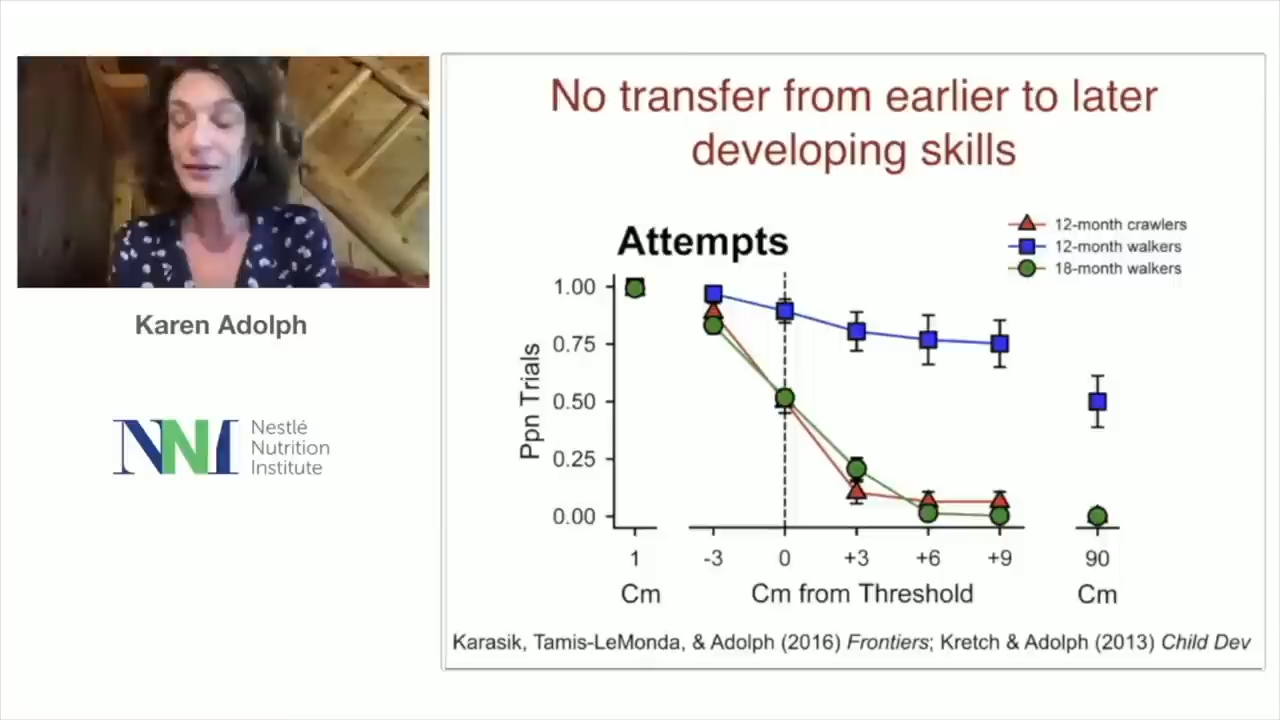 No transfer from earlier to later
developing skills
Attempts
12-month crawlers
12-month walkers
18-month walkers
Ppn Trials
1.00
0.75
0.50
0.25
0.00
1
-3
0
+3
+6
+9
90
Cm
Cm from Threshold
Cm
Karasik, Tamis-LeMonda, & Adolph (2016) Frontiers; Kretch & Adolph (2013) Child Dev
Karen Adolph
NNI
Nestlé
Nutrition
Institute